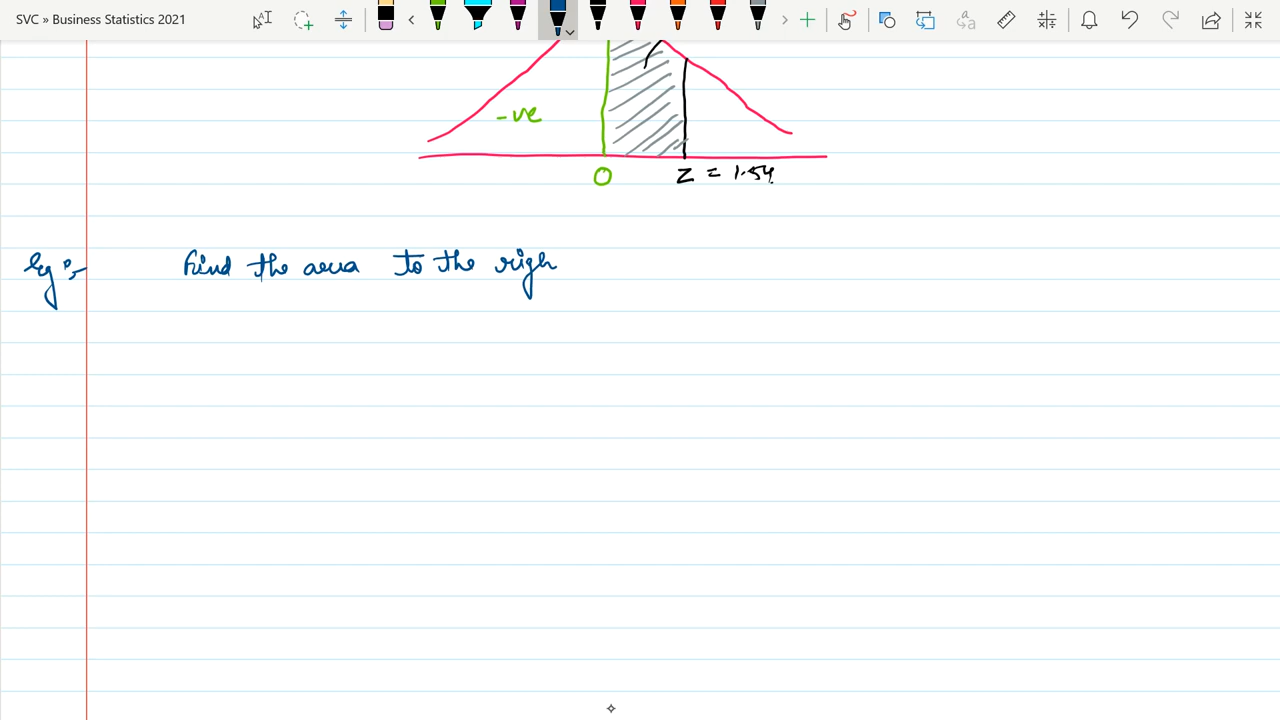 SVC » Business Statistics 2021
-ve
0
Z = 1.54
Eg:-
Find the area to the righ